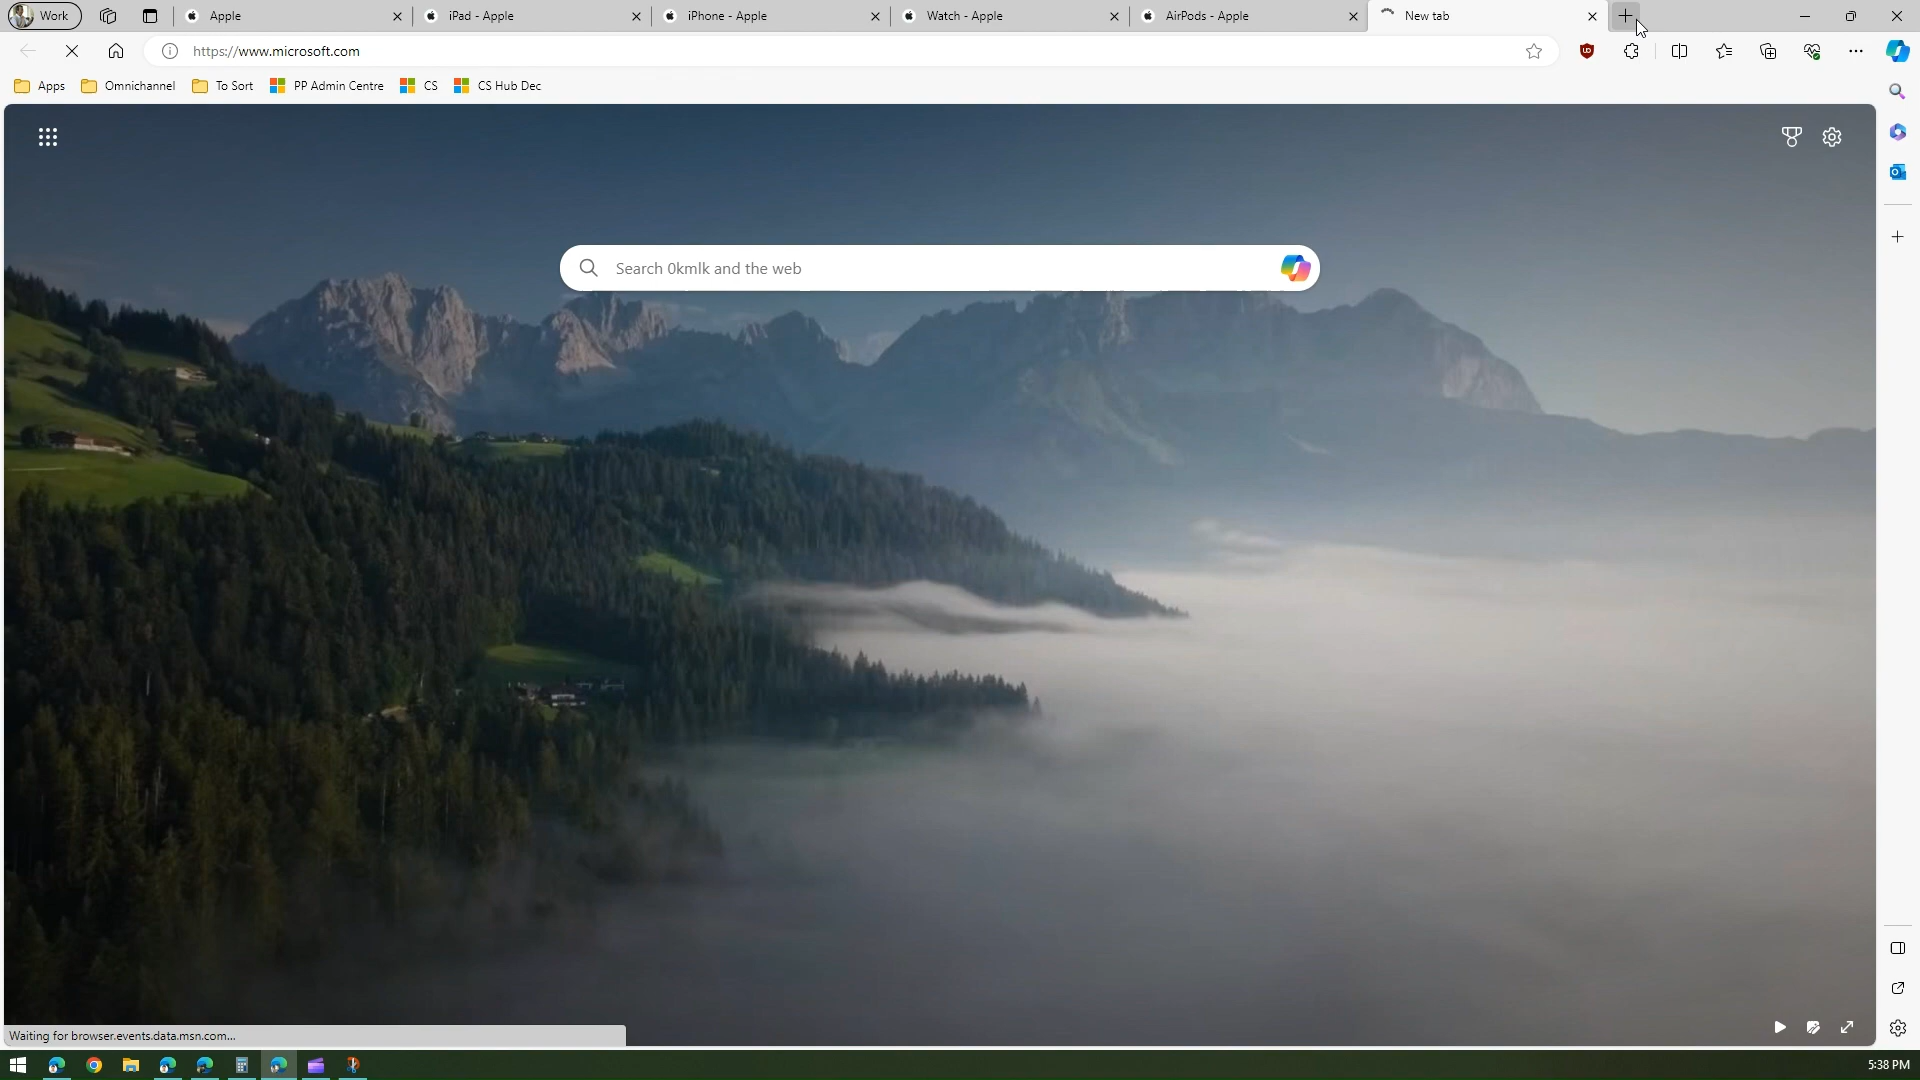 Work
Apple
iPad - Apple
iPhone - Apple
Watch - Apple
AirPods - Apple
New tab
https://www.microsoft.com
UD
Apps
Omnichannel
To Sort
PP Admin Centre
CS
CS Hub Dec
Search 0kmlk and the web
Waiting for browser.events.data.msn.com...
5:38 PM